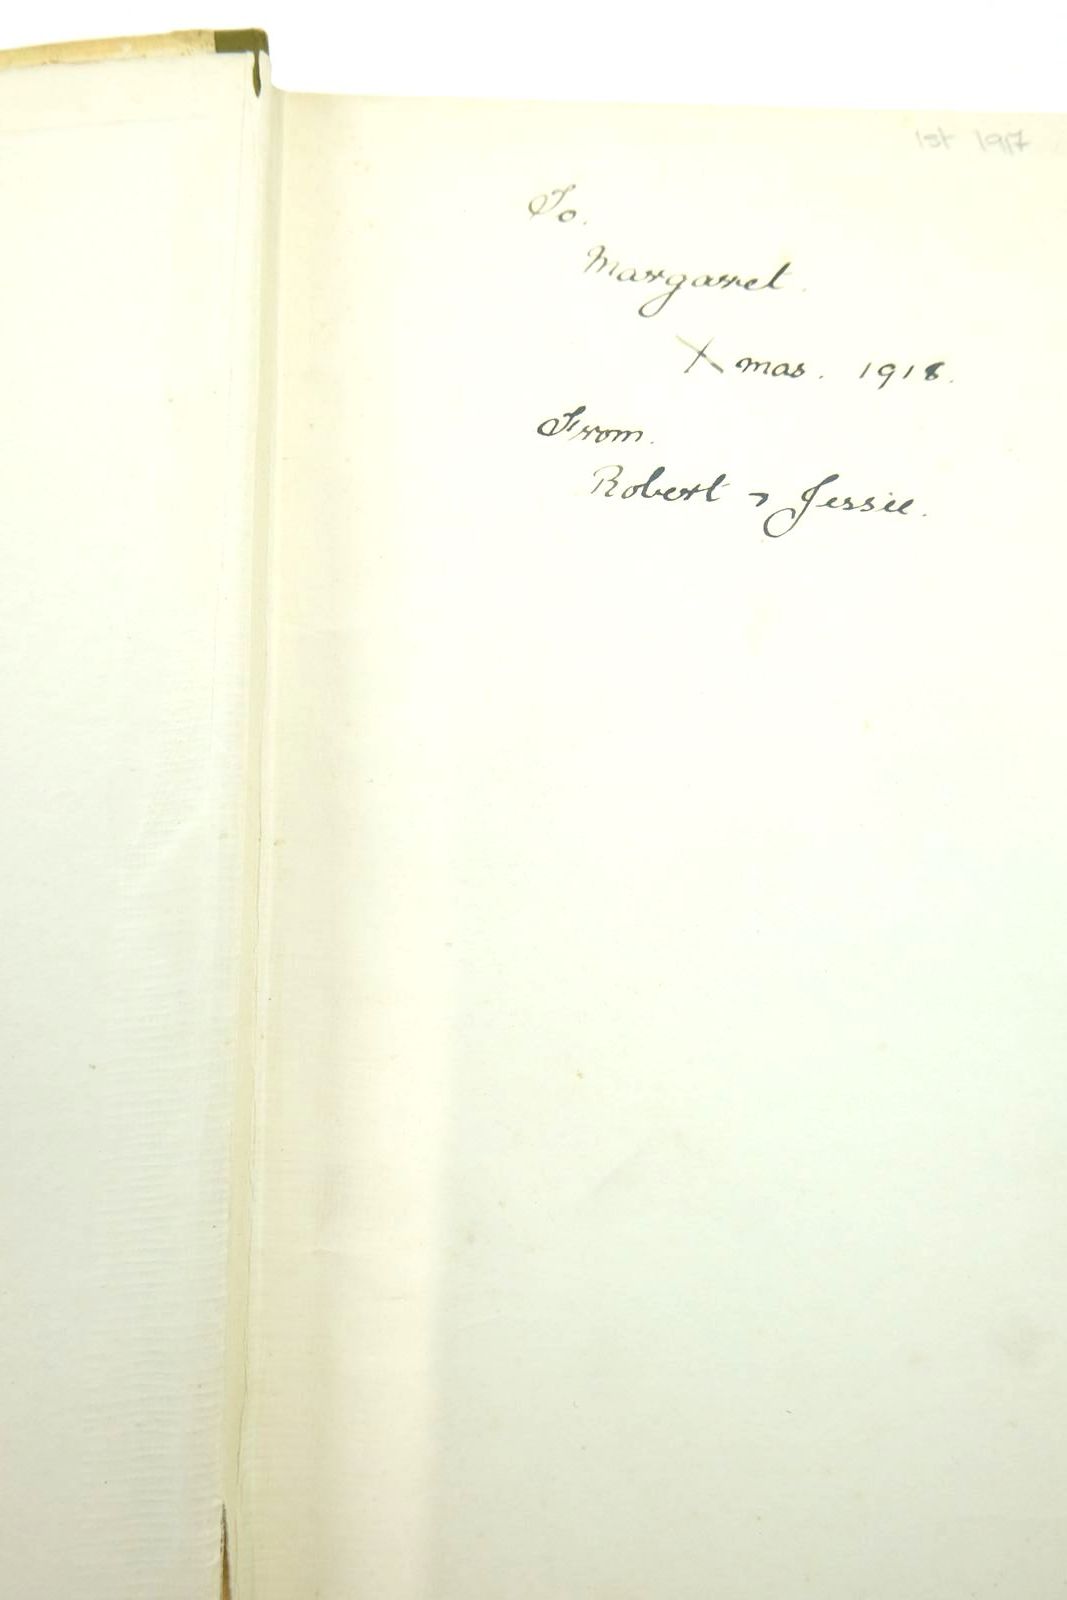 1st 1917
To.
Margaret.
Xmas. 1918.
From.
Robert & Jessie.